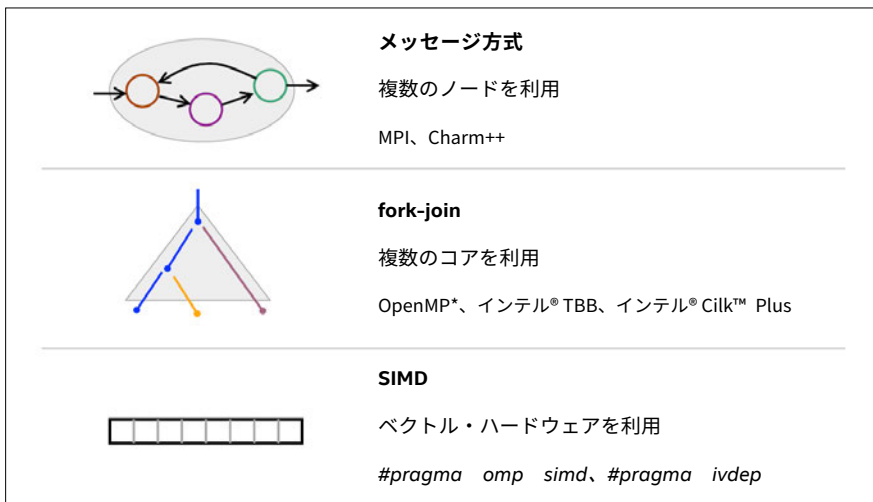 メッセージ方式
複数のノードを利用
MPI、Charm++
fork-join
複数のコアを利用
OpenMP*、インテル® TBB、インテル® Cilk™ Plus
SIMD
ベクトル・ハードウェアを利用
#pragma omp simd、#pragma ivdep